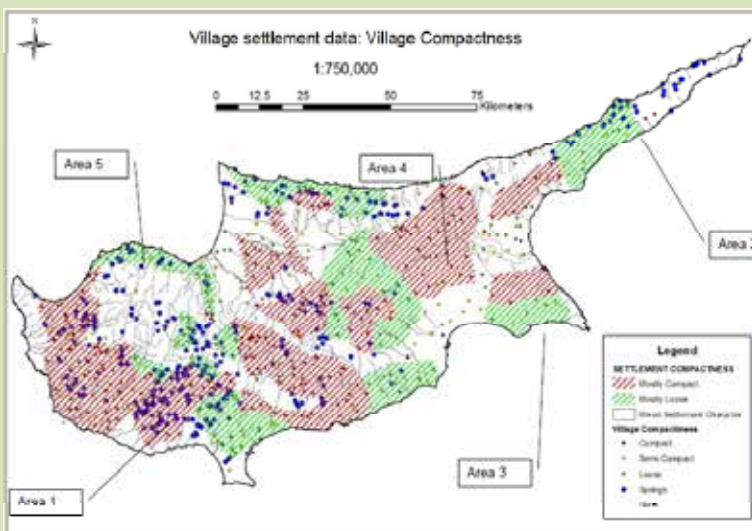 N
Village settlement data: Village Compactness
1:750,000
0 12.5 25 50 75
Kilometers
Area 5
Area 4
Area
Area 3
Area 1
Legend
SETTLEMENT COMPACTNESS
Mostly Compact
Mostly Loose
Mixed Settlement Character
Village Compactness
Compact
Semi Compact
Loose
Springs